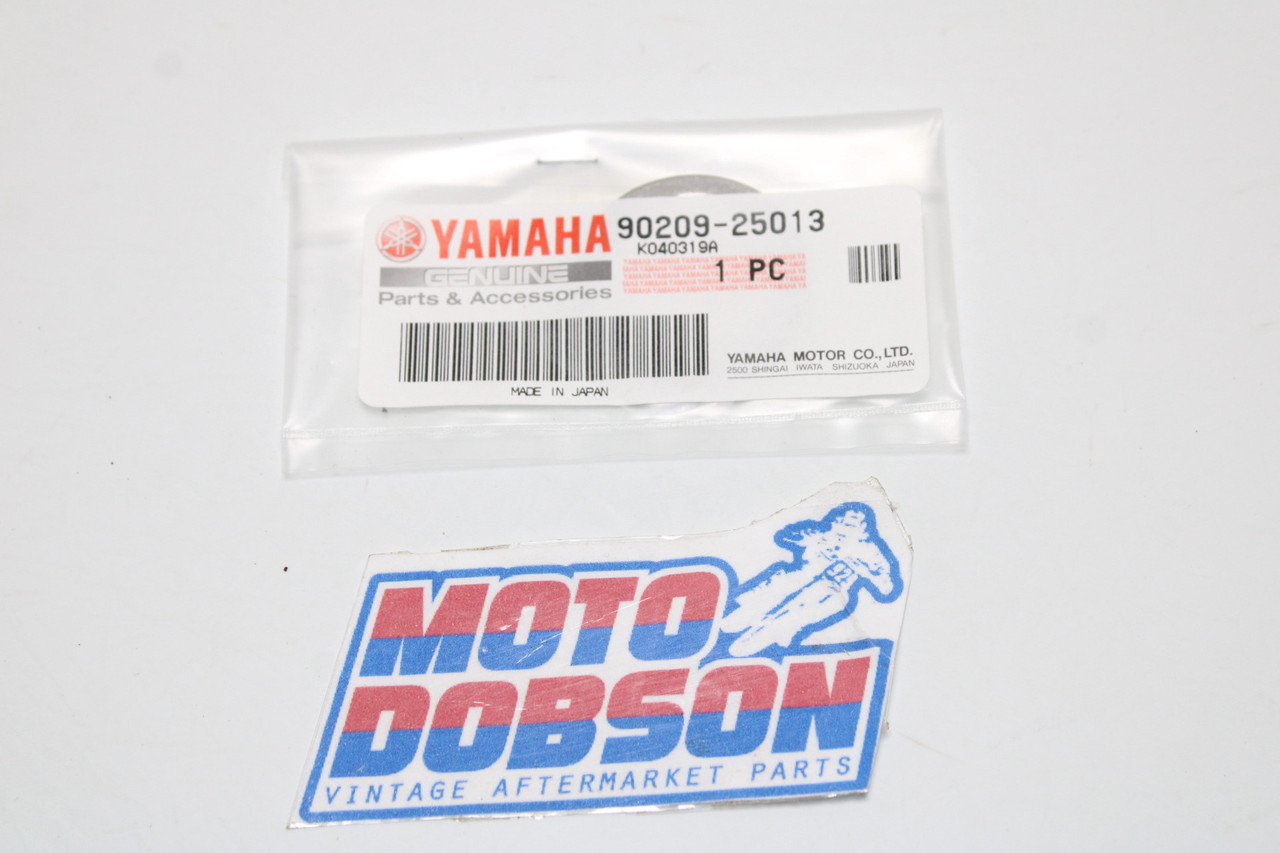 YAMAHA 90209-25013
K040319A
GENUINE
1 PC
Parts & Accessories
YAMAHA MOTOR CO.,LTD.
2500 SHINGAI IWATA SHIZUOKA JAPAN
MADE IN JAPAN
MOTO
DOBSON
VINTAGE AFTERMARKET PARTS